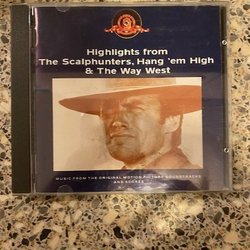 Highlights from
The Scalphunters, Hang 'em High
& The Way West
MUSIC FROM THE ORIGINAL MOTION PICTURE SOUNDTRACKS
AND SCORES